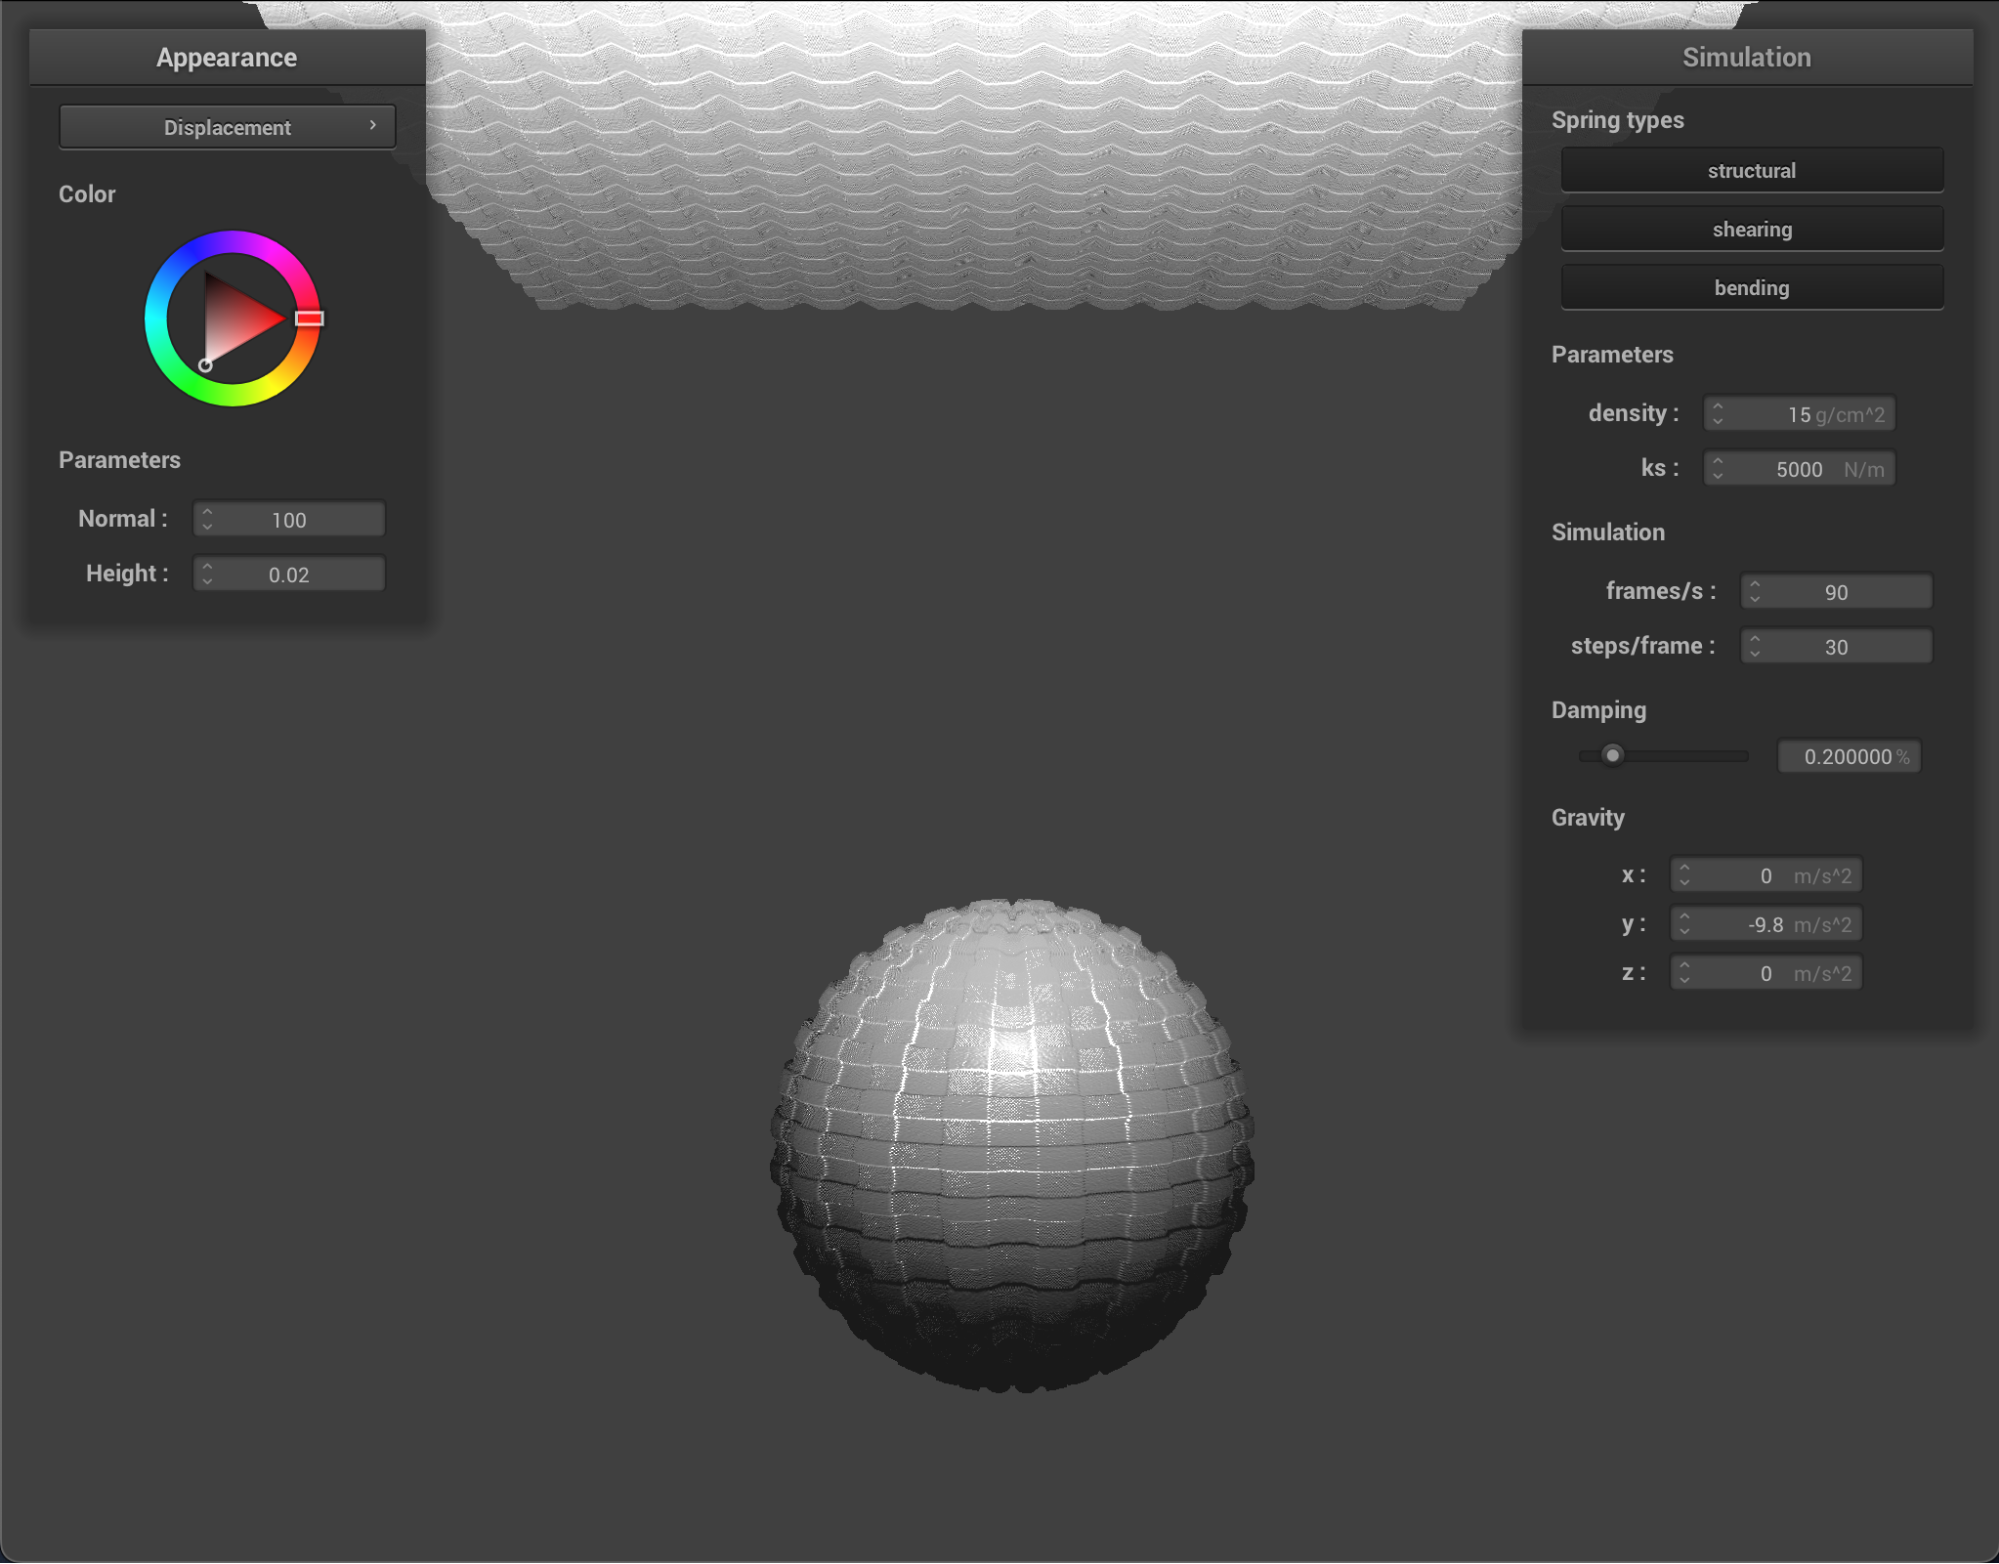 Appearance
Displacement
Color
Parameters
Normal : 100
Height : 0.02
Simulation
Spring types
structural
shearing
bending
Parameters
density : 15 g/cm^2
ks : 5000 N/m
Simulation
frames/s : 90
steps/frame : 30
Damping
0.200000 %
Gravity
x : 0 m/s^2
y : -9.8 m/s^2
z : 0 m/s^2